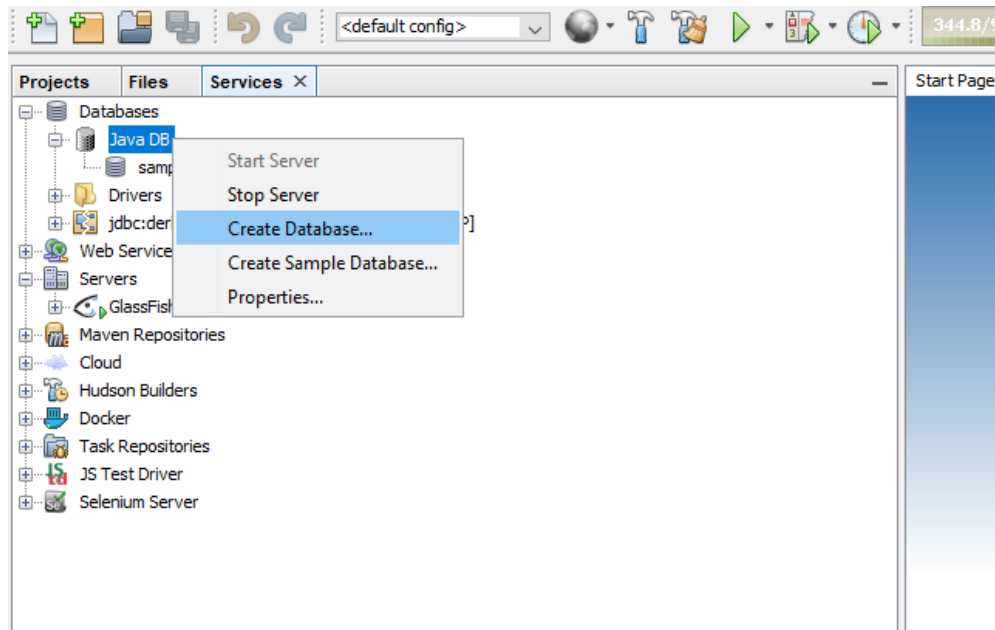 <default config>
344.8/9
Projects Files Services
Start Page
Databases
Java DB
samp
Drivers
jdbc:der P]
Web Service
Servers
GlassFish
Maven Repositories
Cloud
Hudson Builders
Docker
Task Repositories
JS Test Driver
Selenium Server
Start Server
Stop Server
Create Database...
Create Sample Database...
Properties...